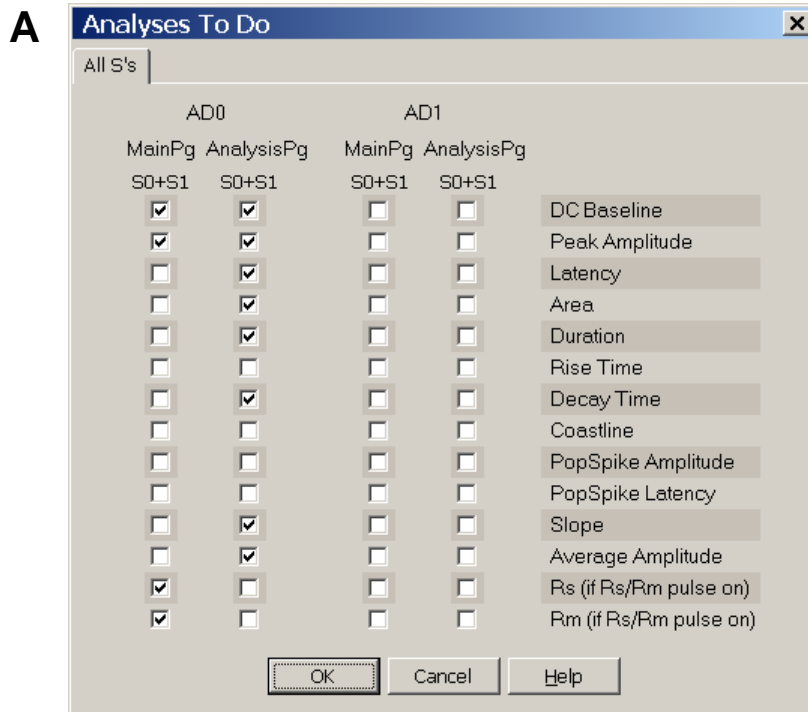 A
Analyses To Do
All S's
AD0 AD1
MainPg AnalysisPg MainPg AnalysisPg
S0+S1 S0+S1 S0+S1 S0+S1
DC Baseline
Peak Amplitude
Latency
Area
Duration
Rise Time
Decay Time
Coastline
PopSpike Amplitude
PopSpike Latency
Slope
Average Amplitude
Rs (if Rs/Rm pulse on)
Rm (if Rs/Rm pulse on)
OK Cancel Help